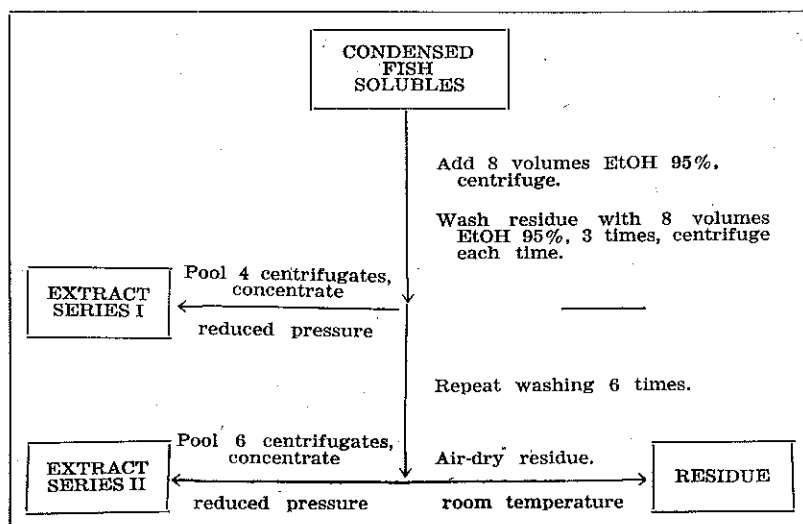 CONDENSED
FISH
SOLUBLES
Add 8 volumes EtOH 95%,
centrifuge.
Wash residue with 8 volumes
EtOH 95%, 3 times, centrifuge
each time.
Pool 4 centrifugates,
concentrate
EXTRACT
SERIES I
reduced pressure
Repeat washing 6 times.
Pool 6 centrifugates,
concentrate
EXTRACT
SERIES II
reduced pressure
Air-dry residue.
room temperature
RESIDUE